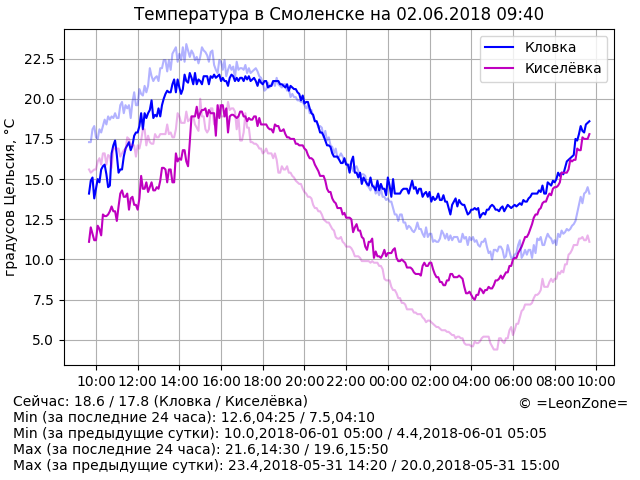 Температура в Смоленске на 02.06.2018 09:40
градусов Цельсия, °C
22.5
20.0
17.5
15.0
12.5
10.0
7.5
5.0
Кловка
Киселёвка
10:00 12:00 14:00 16:00 18:00 20:00 22:00 00:00 02:00 04:00 06:00 08:00 10:00
Сейчас: 18.6 / 17.8 (Кловка / Киселёвка)
© =LeonZone=
Min (за последние 24 часа): 12.6,04:25 / 7.5,04:10
Min (за предыдущие сутки): 10.0,2018-06-01 05:00 / 4.4,2018-06-01 05:05
Max (за последние 24 часа): 21.6,14:30 / 19.6,15:50
Max (за предыдущие сутки): 23.4,2018-05-31 14:20 / 20.0,2018-05-31 15:00